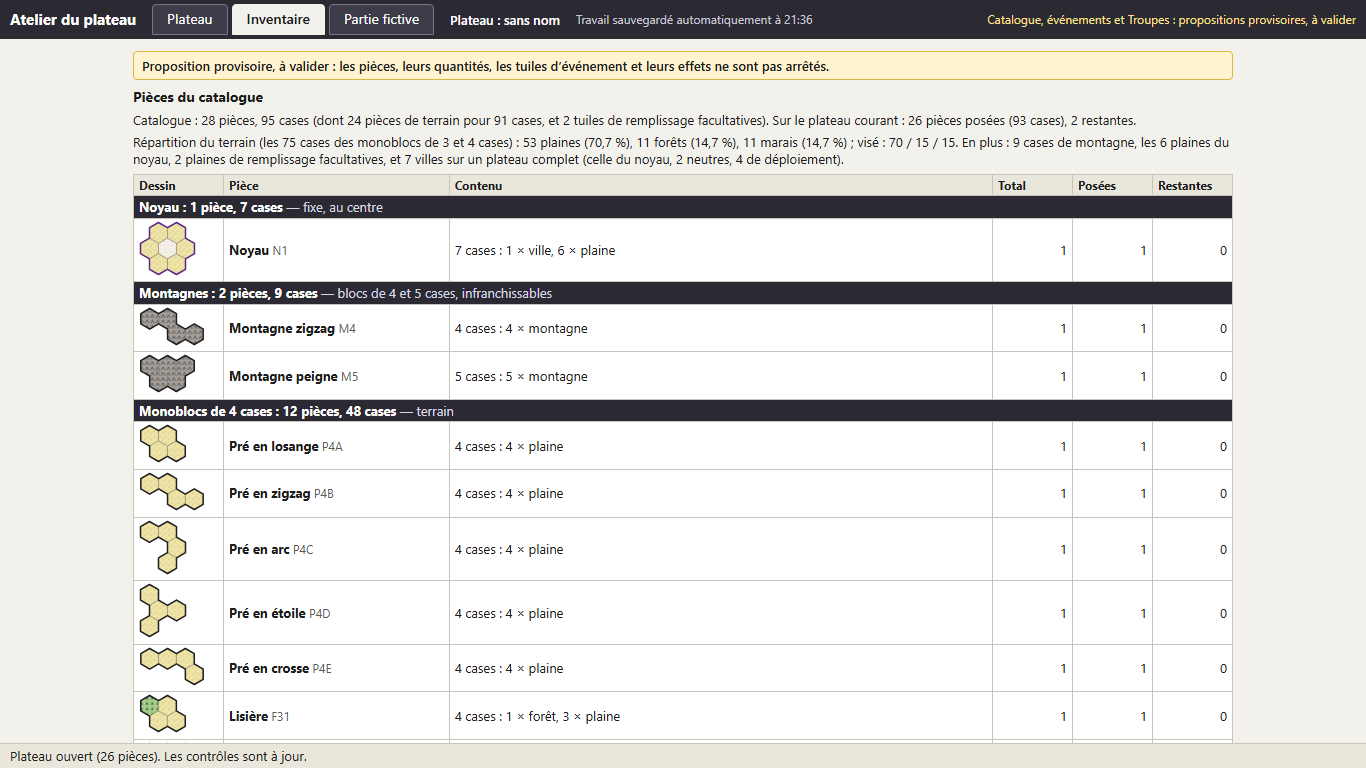 Atelier du plateau Plateau Inventaire Partie fictive Plateau : sans nom Travail sauvegardé automatiquement à 21:36 Catalogue, événements et Troupes : propositions provisoires, à valider
Proposition provisoire, à valider : les pièces, leurs quantités, les tuiles d’événement et leurs effets ne sont pas arrêtés.
Pièces du catalogue
Catalogue : 28 pièces, 95 cases (dont 24 pièces de terrain pour 91 cases, et 2 tuiles de remplissage facultatives). Sur le plateau courant : 26 pièces posées (93 cases), 2 restantes.
Répartition du terrain (les 75 cases des monoblocs de 3 et 4 cases) : 53 plaines (70,7 %), 11 forêts (14,7 %), 11 marais (14,7 %) ; visé : 70 / 15 / 15. En plus : 9 cases de montagne, les 6 plaines du
noyau, 2 plaines de remplissage facultatives, et 7 villes sur un plateau complet (celle du noyau, 2 neutres, 4 de déploiement).
Dessin Pièce Contenu Total Posées Restantes
Noyau : 1 pièce, 7 cases — fixe, au centre
Noyau N1 7 cases : 1 × ville, 6 × plaine 1 1 0
Montagnes : 2 pièces, 9 cases — blocs de 4 et 5 cases, infranchissables
Montagne zigzag M4 4 cases : 4 × montagne 1 1 0
Montagne peigne M5 5 cases : 5 × montagne 1 1 0
Monoblocs de 4 cases : 12 pièces, 48 cases — terrain
Pré en losange P4A 4 cases : 4 × plaine 1 1 0
Pré en zigzag P4B 4 cases : 4 × plaine 1 1 0
Pré en arc P4C 4 cases : 4 × plaine 1 1 0
Pré en étoile P4D 4 cases : 4 × plaine 1 1 0
Pré en crosse P4E 4 cases : 4 × plaine 1 1 0
Lisière F31 4 cases : 1 × forêt, 3 × plaine 1 1 0
Plateau ouvert (26 pièces). Les contrôles sont à jour.